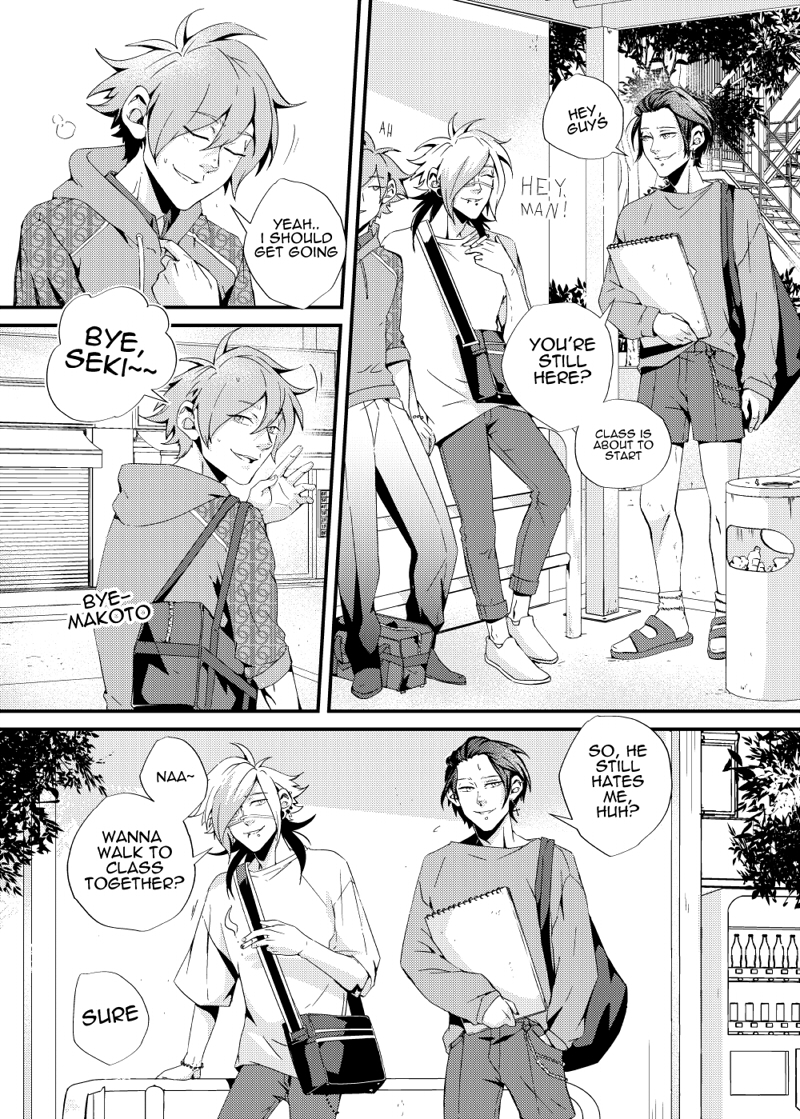 HEY,
GUYS
HEY,
MAN!
AH
YOU'RE
STILL
HERE?
CLASS IS
ABOUT TO
START
YEAH..
I SHOULD
GET GOING
BYE,
SEKI~~
BYE-
MAKOTO
SO, HE
STILL
HATES
ME,
HUH?
NAA~
WANNA
WALK TO
CLASS
TOGETHER?
SURE